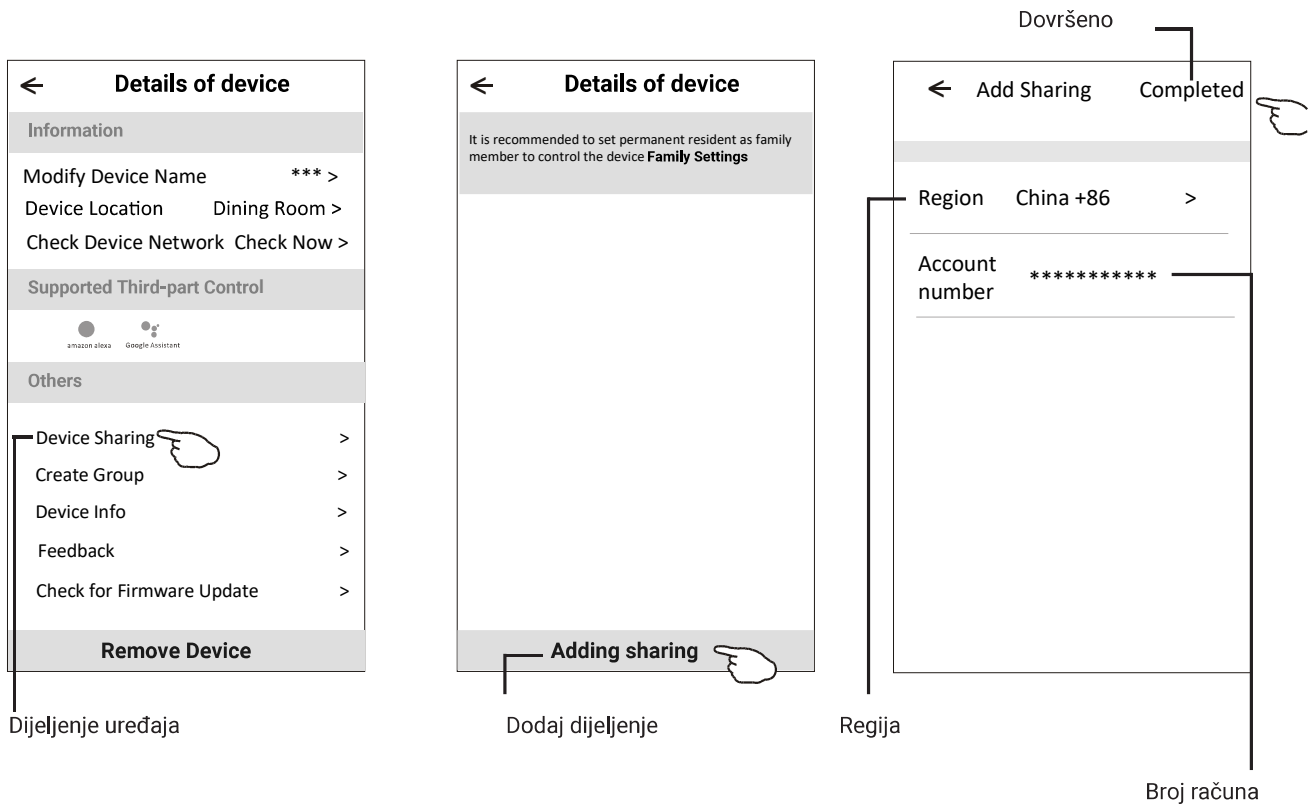 Dovršeno
Details of device
Information
Modify Device Name *** >
Device Location Dining Room >
Check Device Network Check Now >
Supported Third-part Control
amazon alexa Google Assistant
Others
Device Sharing >
Create Group >
Device Info >
Feedback >
Check for Firmware Update >
Remove Device
Dijeljenje uređaja
Details of device
It is recommended to set permanent resident as family
member to control the device Family Settings
Adding sharing
Dodaj dijeljenje
Add Sharing Completed
Region China +86 >
Account
number ***********
Regija
Broj računa